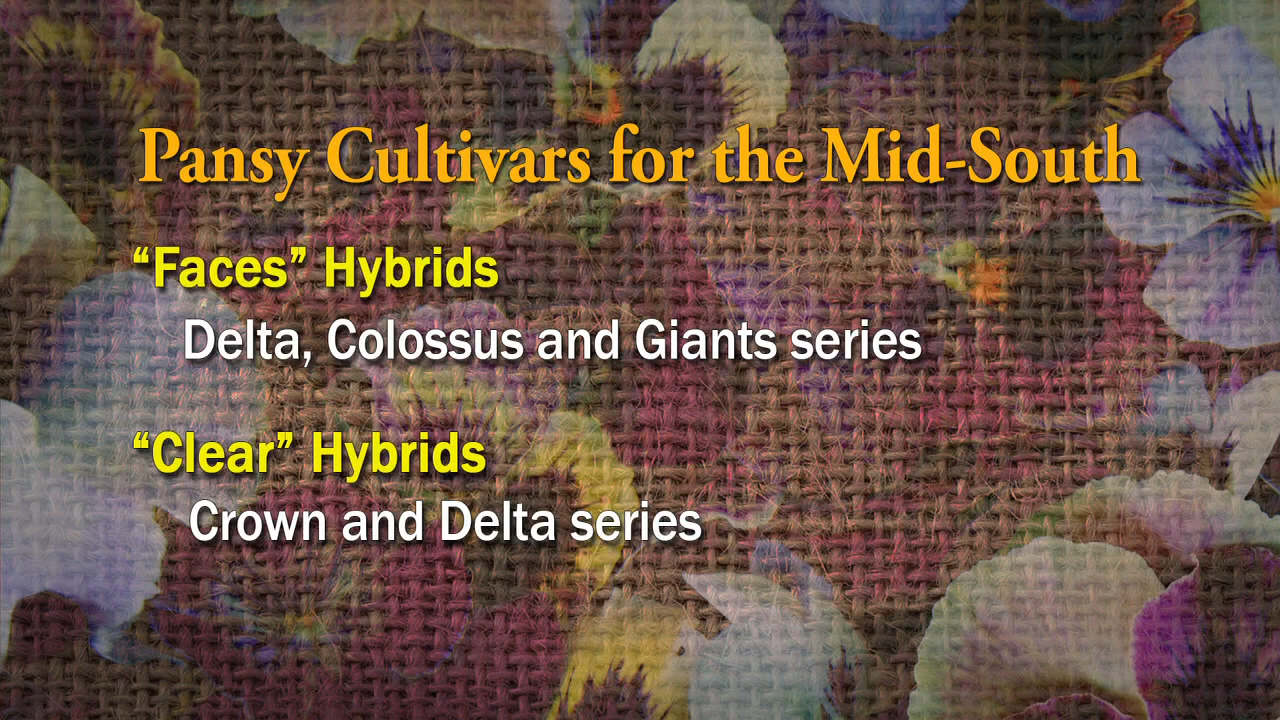 Pansy Cultivars for the Mid-South
“Faces” Hybrids
Delta, Colossus and Giants series
“Clear” Hybrids
Crown and Delta series